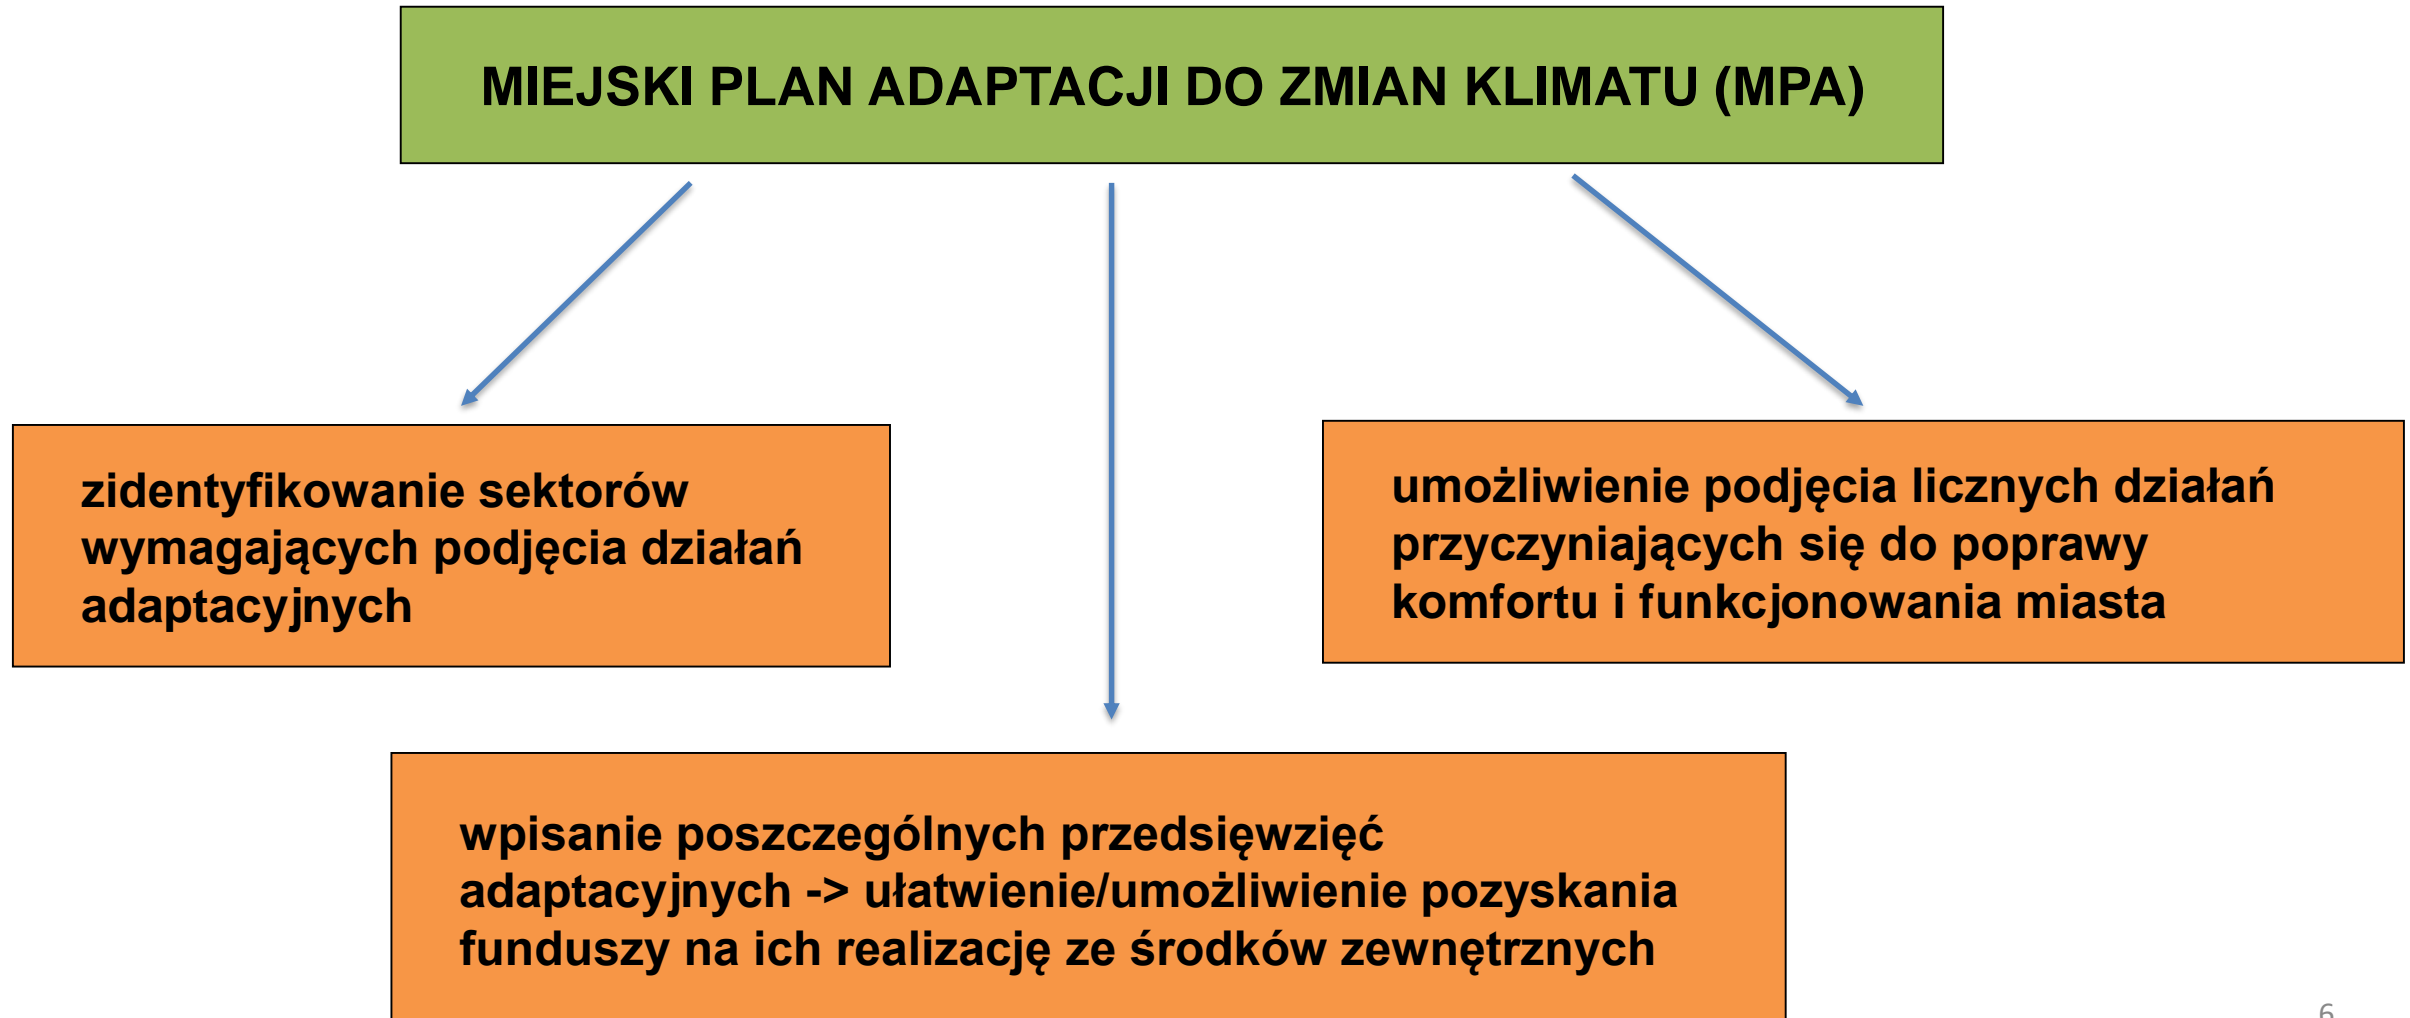 MIEJSKI PLAN ADAPTACJI DO ZMIAN KLIMATU (MPA)
zidentyfikowanie sektorów
wymagających podjęcia działań
adaptacyjnych
umożliwienie podjęcia licznych działań
przyczyniających się do poprawy
komfortu i funkcjonowania miasta
wpisanie poszczególnych przedsięwzięć
adaptacyjnych -> ułatwienie/umożliwienie pozyskania
funduszy na ich realizację ze środków zewnętrznych
6